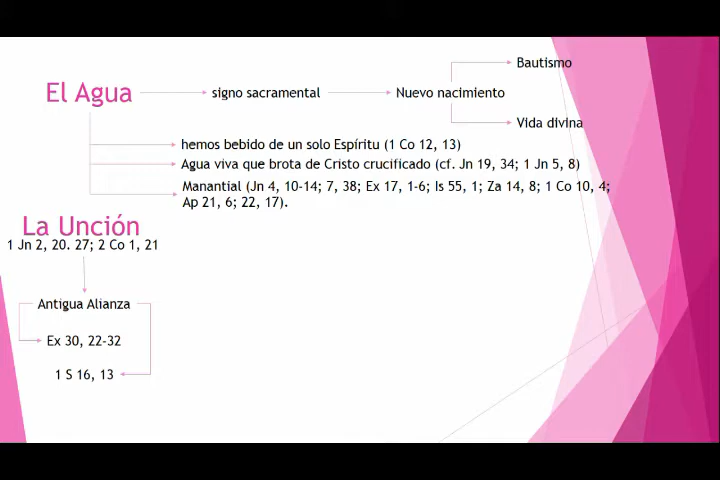 Bautismo
El Agua
signo sacramental
Nuevo nacimiento
Vida divina
hemos bebido de un solo Espíritu (1 Co 12, 13)
Agua viva que brota de Cristo crucificado (cf. Jn 19, 34; 1 Jn 5, 8)
Manantial (Jn 4, 10-14; 7, 38; Ex 17, 1-6; Is 55, 1; Za 14, 8; 1 Co 10, 4;
Ap 21, 6; 22, 17).
La Unción
1 Jn 2, 20. 27; 2 Co 1, 21
Antigua Alianza
Ex 30, 22-32
1 S 16, 13